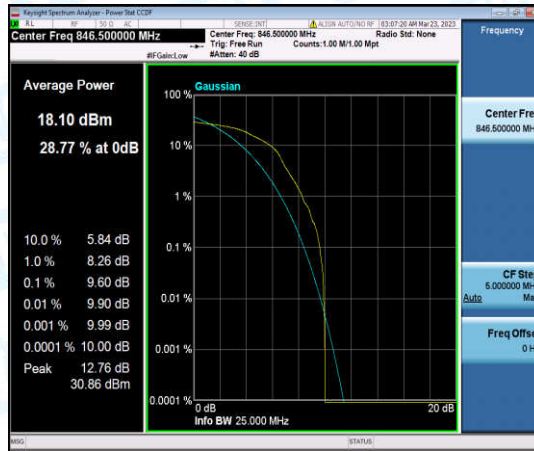 Keysight Spectrum Analyzer - Power Stat CCDF
RL RF 50 Ω AC SENSE:INT ALIGN AUTO/NO RF 03:07:20 AM Mar 23, 2023
Center Freq 846.500000 MHz
Center Freq: 846.500000 MHz Radio Std: None
Trig: Free Run Counts:1.00 M/1.00 Mpt
#IFGain:Low #Atten: 40 dB
Frequency
Average Power
18.10 dBm
28.77 % at 0dB
10.0 % 5.84 dB
1.0 % 8.26 dB
0.1 % 9.60 dB
0.01 % 9.90 dB
0.001 % 9.99 dB
0.0001 % 10.00 dB
Peak 12.76 dB
30.86 dBm
Gaussian
100 %
10 %
1 %
0.1 %
0.01 %
0.001 %
0.0001 %
0 dB 20 dB
Info BW 25.000 MHz
Center Fre
846.500000 MH
CF Ste
5.000000 MH
Auto Ma
Freq Offse
0 H
MSG STATUS